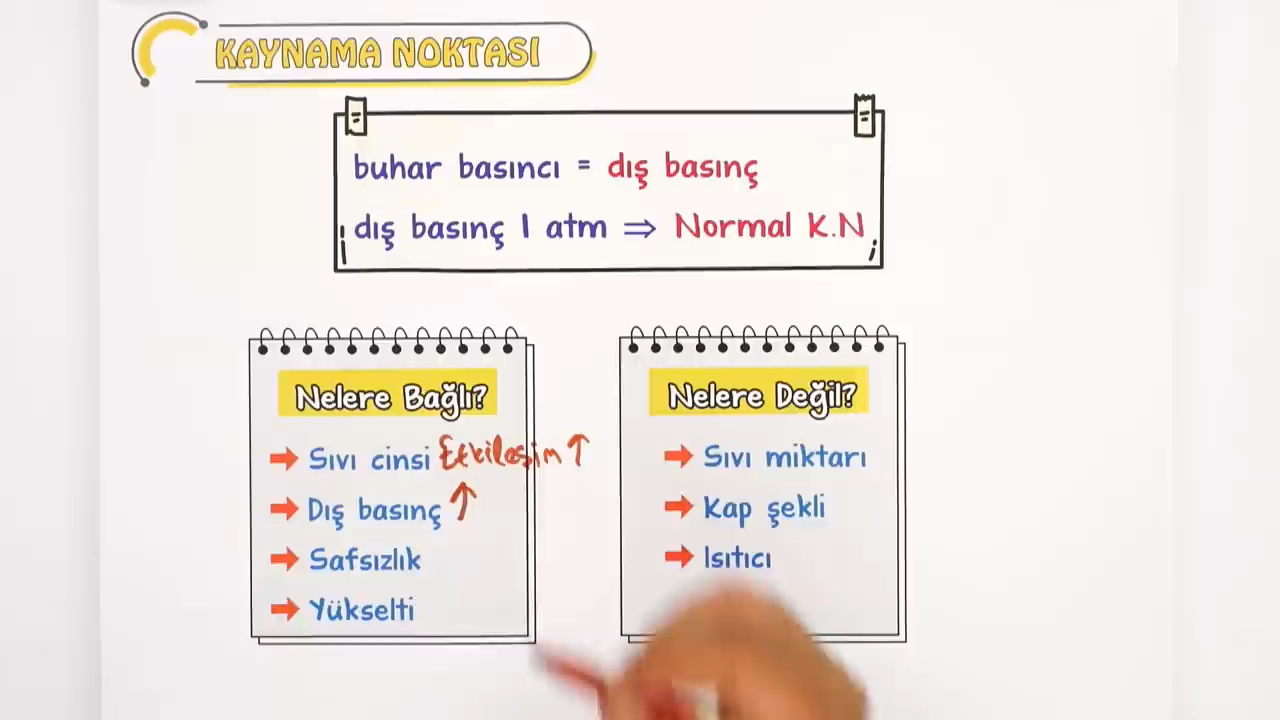 KAYNAMA NOKTASI
buhar basıncı = dış basınç
dış basınç 1 atm ⇒ Normal K.N
Nelere Bağlı?
Sıvı cinsi Etkileşim ↑
Dış basınç ↑
Safsızlık
Yükselti
Nelere Değil?
Sıvı miktarı
Kap şekli
Isıtıcı